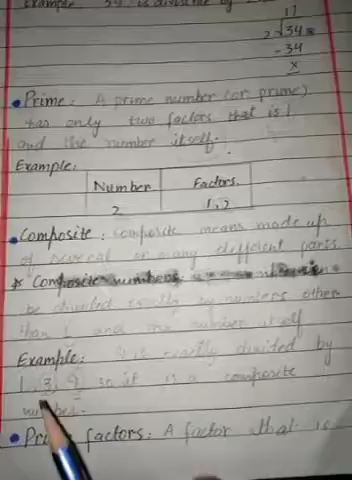 Example 34 is divisible by
17
2√34
-34
x
• Prime: A prime number (or prime)
has only two factors that is 1
and the number itself.
Example:
Number Factors.
2 1,2
• Composite: Composite means made up
of several or many different parts.
* Composite numbers
be divided exactly by numbers other
than 1 and the number itself
Example: is exactly divided by
1, 3, 9 so it is a composite
number.
• Prime factors: A factor that is